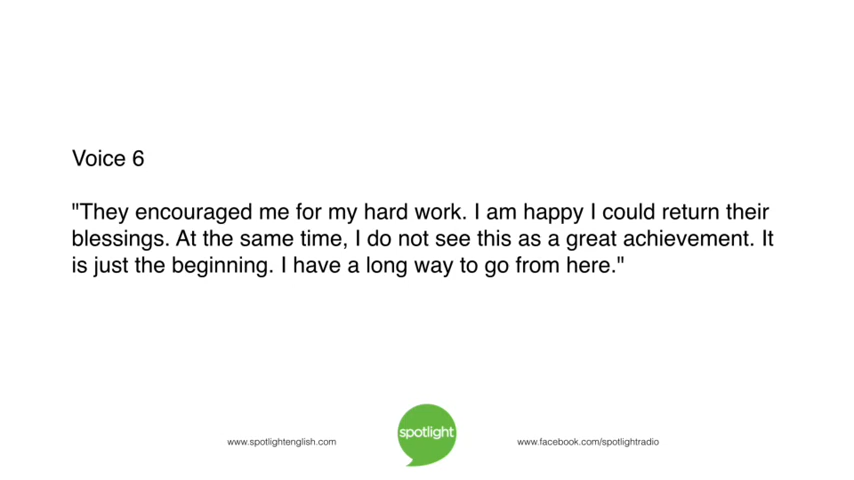 Voice 6
"They encouraged me for my hard work. I am happy I could return their
blessings. At the same time, I do not see this as a great achievement. It
is just the beginning. I have a long way to go from here."
spotlight
www.spotlightenglish.com
www.facebook.com/spotlightradio